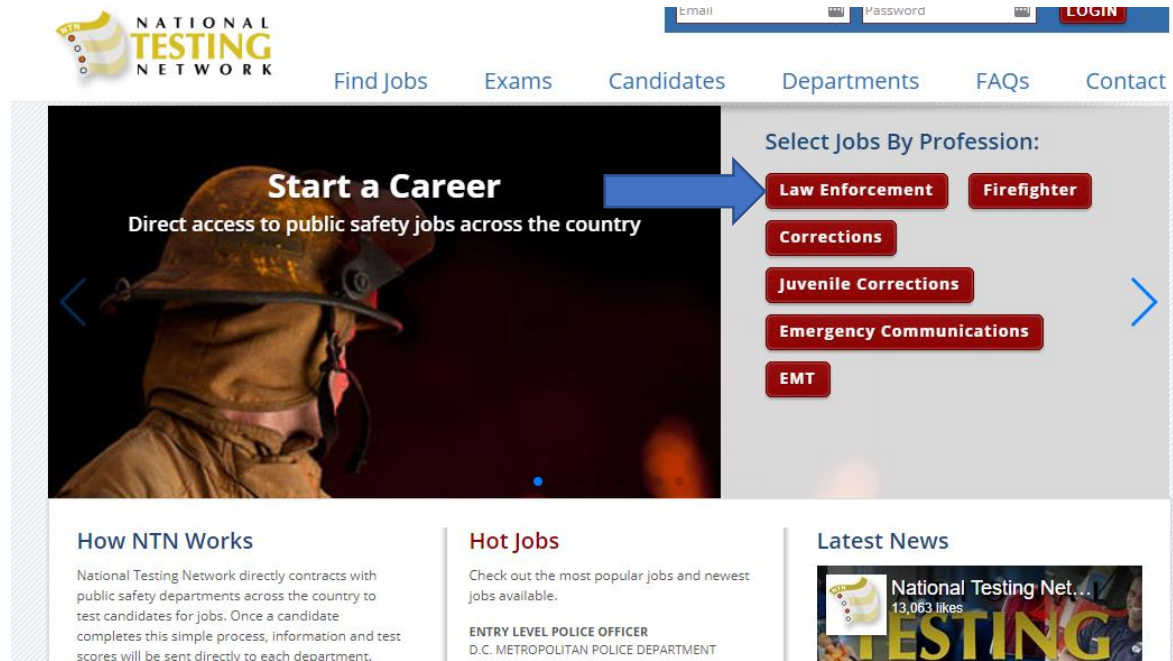 NTN
NATIONAL
TESTING
NETWORK
Email
Password
LOGIN
Find Jobs
Exams
Candidates
Departments
FAQs
Contact
Start a Career
Direct access to public safety jobs across the country
Select Jobs By Profession:
Law Enforcement
Firefighter
Corrections
Juvenile Corrections
Emergency Communications
EMT
How NTN Works
National Testing Network directly contracts with
public safety departments across the country to
test candidates for jobs. Once a candidate
completes this simple process, information and test
scores will be sent directly to each department.
Hot Jobs
Check out the most popular jobs and newest
jobs available.
ENTRY LEVEL POLICE OFFICER
D.C. METROPOLITAN POLICE DEPARTMENT
Latest News
National Testing Net...
13,063 likes
TESTING